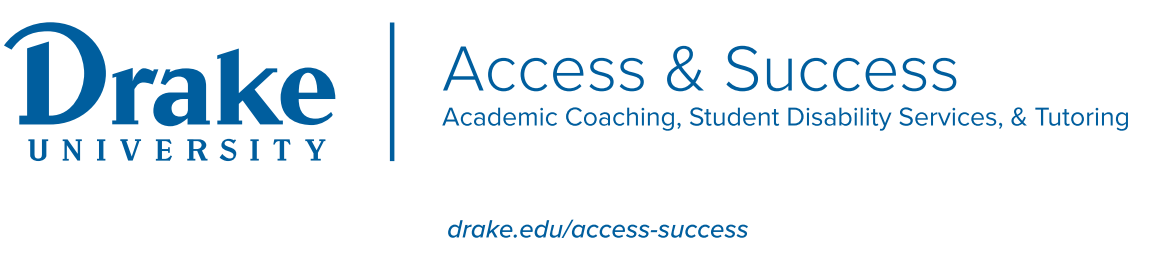 Drake
UNIVERSITY
Access & Success
Academic Coaching, Student Disability Services, & Tutoring
drake.edu/access-success